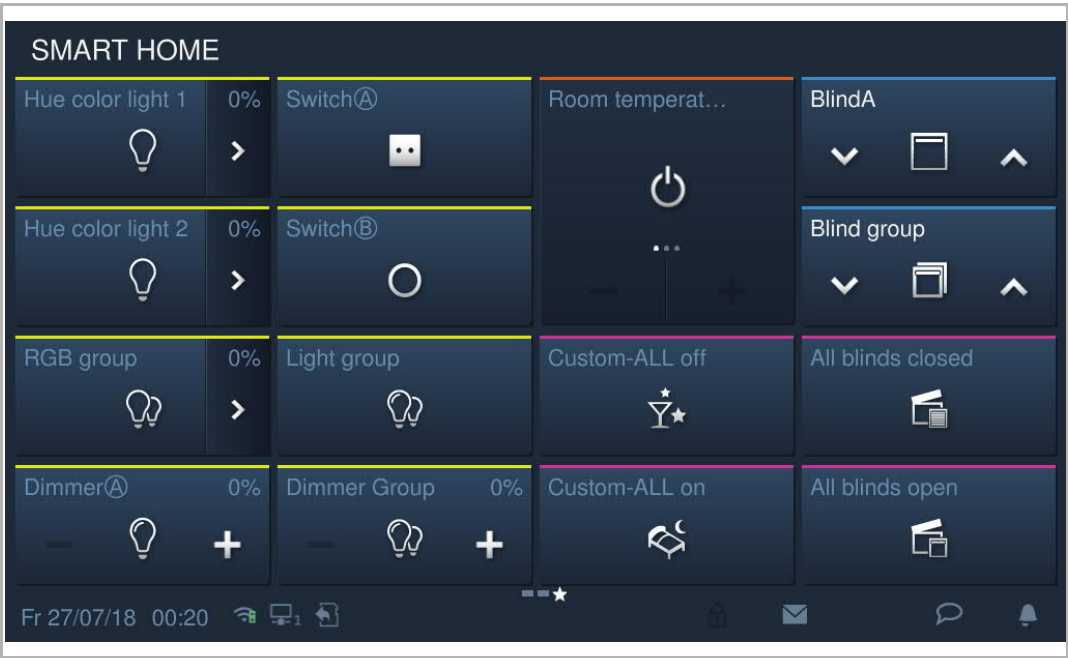 SMART HOME
Hue color light 1 0%
SwitchⒶ
Room temperat...
BlindA
Hue color light 2 0%
SwitchⒷ
Blind group
RGB group 0%
Light group
Custom-ALL off
All blinds closed
DimmerⒶ 0%
Dimmer Group 0%
Custom-ALL on
All blinds open
Fr 27/07/18 00:20
1